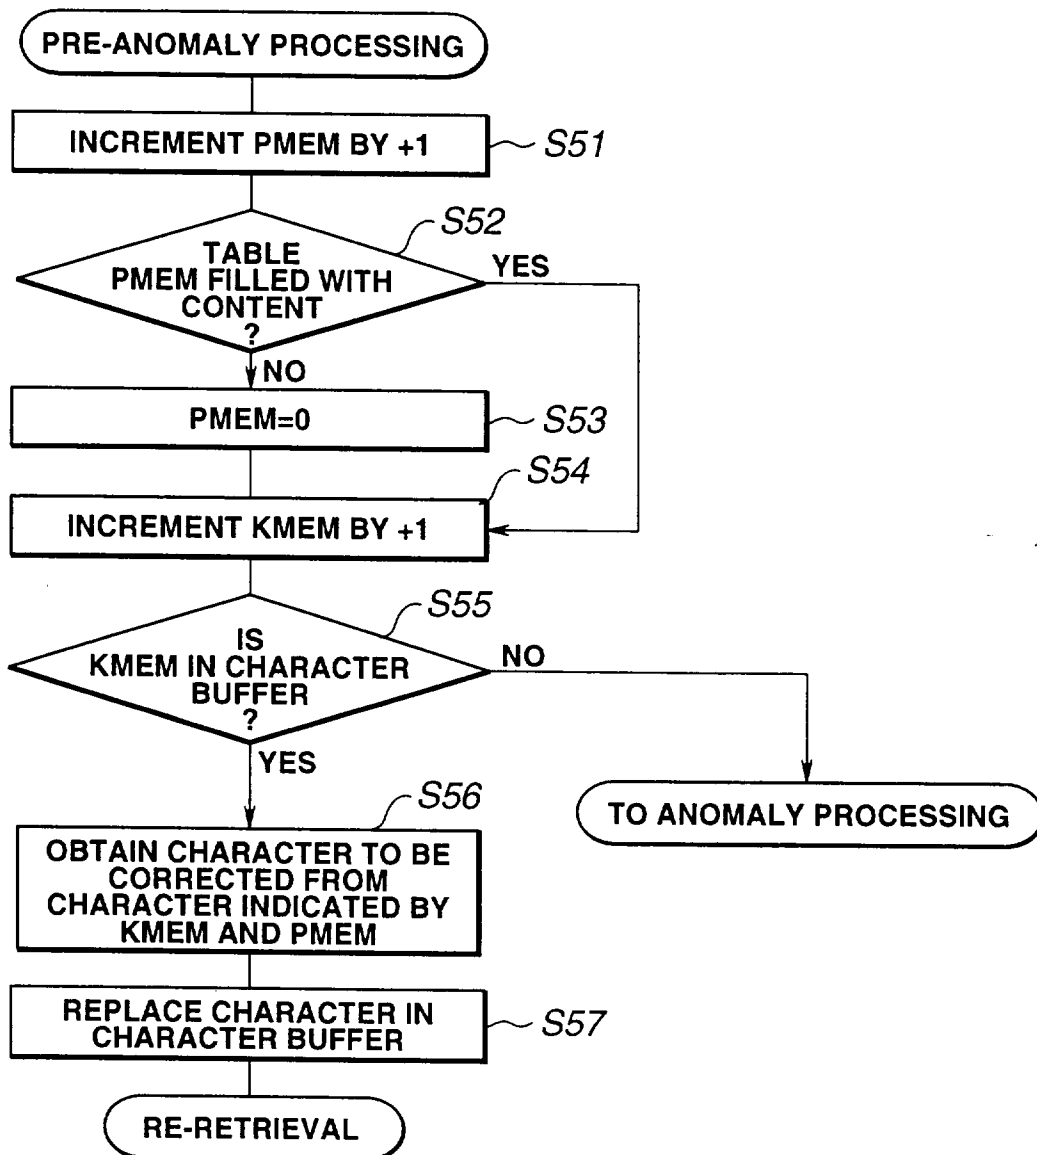 PRE-ANOMALY PROCESSING
INCREMENT PMEM BY +1
S51
S52
TABLE
PMEM FILLED WITH
CONTENT
?
YES
NO
PMEM=0
S53
S54
INCREMENT KMEM BY +1
S55
IS
KMEM IN CHARACTER
BUFFER
?
NO
YES
S56
TO ANOMALY PROCESSING
OBTAIN CHARACTER TO BE
CORRECTED FROM
CHARACTER INDICATED BY
KMEM AND PMEM
REPLACE CHARACTER IN
CHARACTER BUFFER
S57
RE-RETRIEVAL